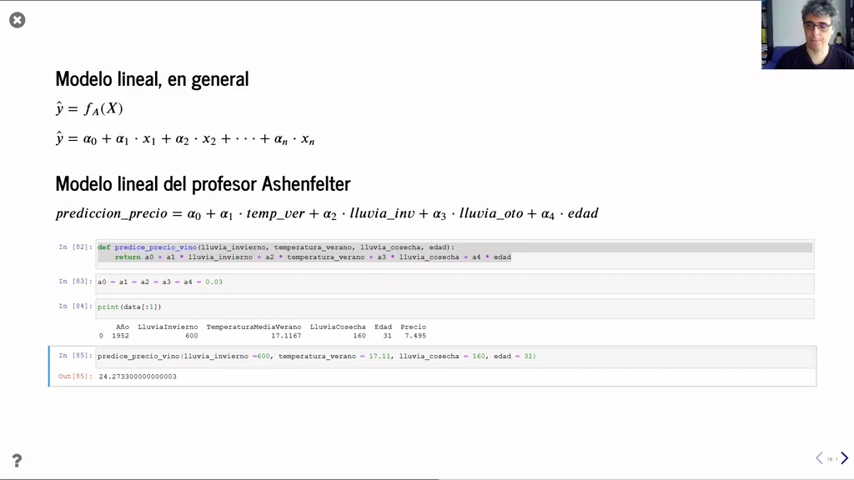 Modelo lineal, en general
ŷ = f_A(X)
ŷ = α₀ + α₁ · x₁ + α₂ · x₂ + · · · + αₙ · xₙ
Modelo lineal del profesor Ashenfelter
prediccion_precio = α₀ + α₁ · temp_ver + α₂ · lluvia_inv + α₃ · lluvia_oto + α₄ · edad
In [82]: def predice_precio_vino(lluvia_invierno, temperatura_verano, lluvia_cosecha, edad):
return a0 + a1 * lluvia_invierno + a2 * temperatura_verano + a3 * lluvia_cosecha + a4 * edad
In [83]: a0 = a1 = a2 = a3 = a4 = 0.03
In [84]: print(data[:1])
Año LluviaInvierno TemperaturaMediaVerano LluviaCosecha Edad Precio
0 1952 600 17.1167 160 31 7.495
In [85]: predice_precio_vino(lluvia_invierno =600, temperatura_verano = 17.11, lluvia_cosecha = 160, edad = 31)
Out[85]: 24.273300000000003
?